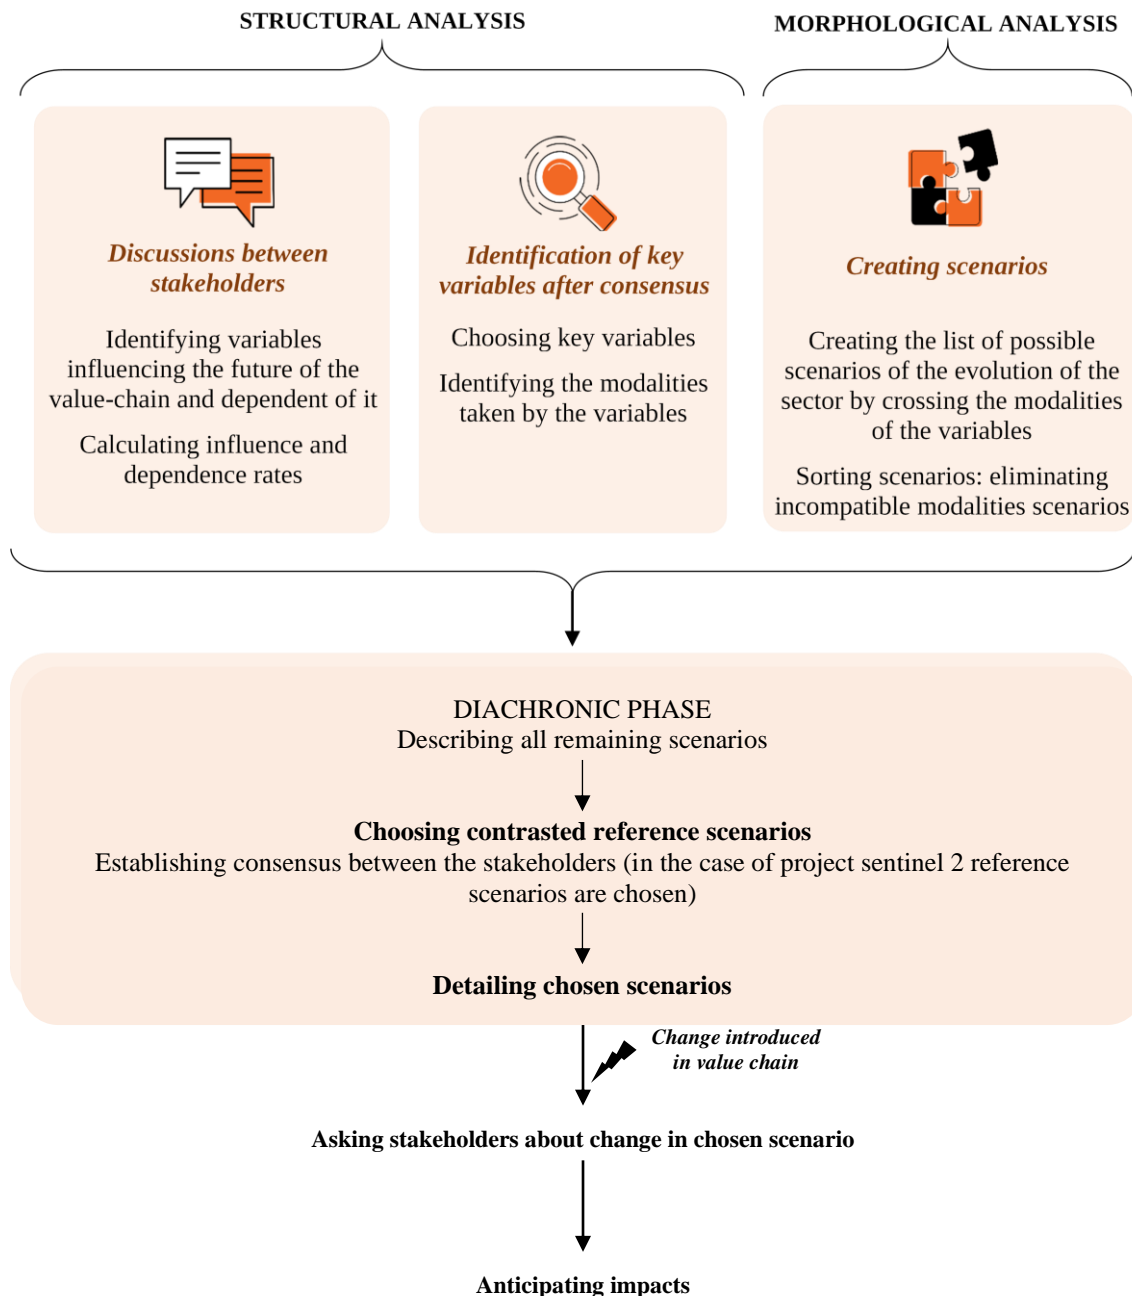 STRUCTURAL ANALYSIS
MORPHOLOGICAL ANALYSIS
Discussions between
stakeholders
Identifying variables
influencing the future of the
value-chain and dependent of it
Calculating influence and
dependence rates
Identification of key
variables after consensus
Choosing key variables
Identifying the modalities
taken by the variables
Creating scenarios
Creating the list of possible
scenarios of the evolution of the
sector by crossing the modalities
of the variables
Sorting scenarios: eliminating
incompatible modalities scenarios
DIACHRONIC PHASE
Describing all remaining scenarios
Choosing contrasted reference scenarios
Establishing consensus between the stakeholders (in the case of project sentinel 2 reference
scenarios are chosen)
Detailing chosen scenarios
Change introduced
in value chain
Asking stakeholders about change in chosen scenario
Anticipating impacts